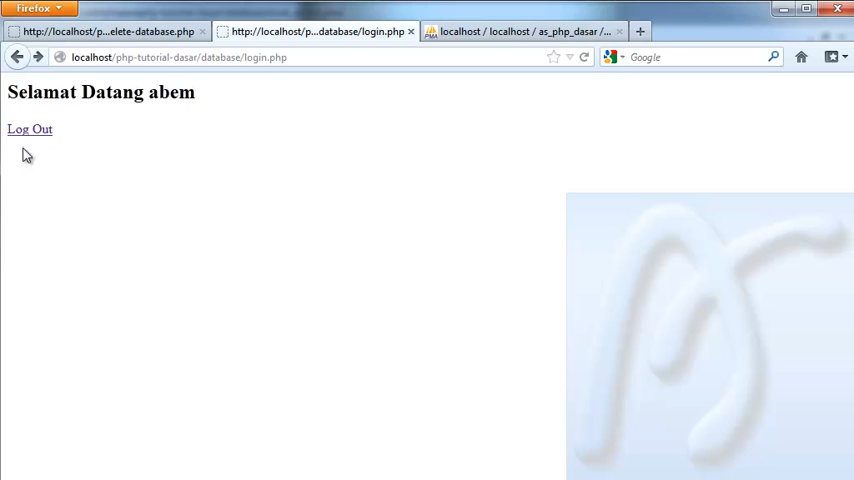 Firefox
http://localhost/p...elete-database.php
http://localhost/p...database/login.php
localhost / localhost / as_php_dasar /...
localhost/php-tutorial-dasar/database/login.php
Google
Selamat Datang abem
Log Out